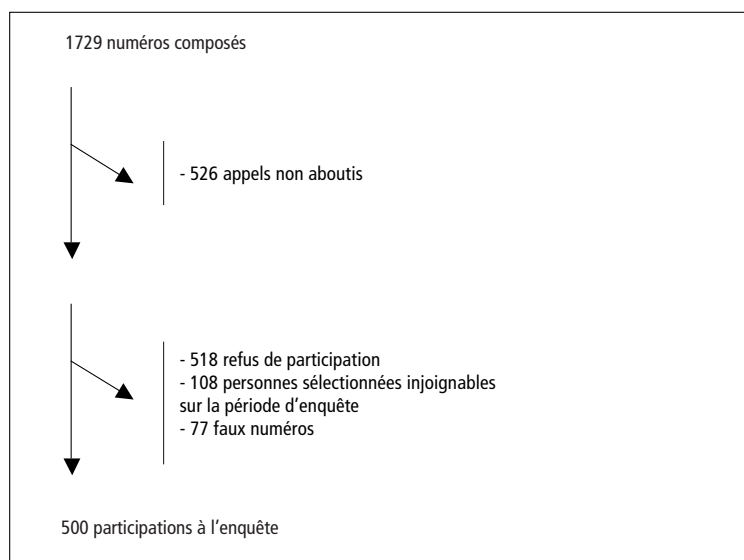 1729 numéros composés
- 526 appels non aboutis
- 518 refus de participation
- 108 personnes sélectionnées injoignables
sur la période d'enquête
- 77 faux numéros
500 participations à l'enquête